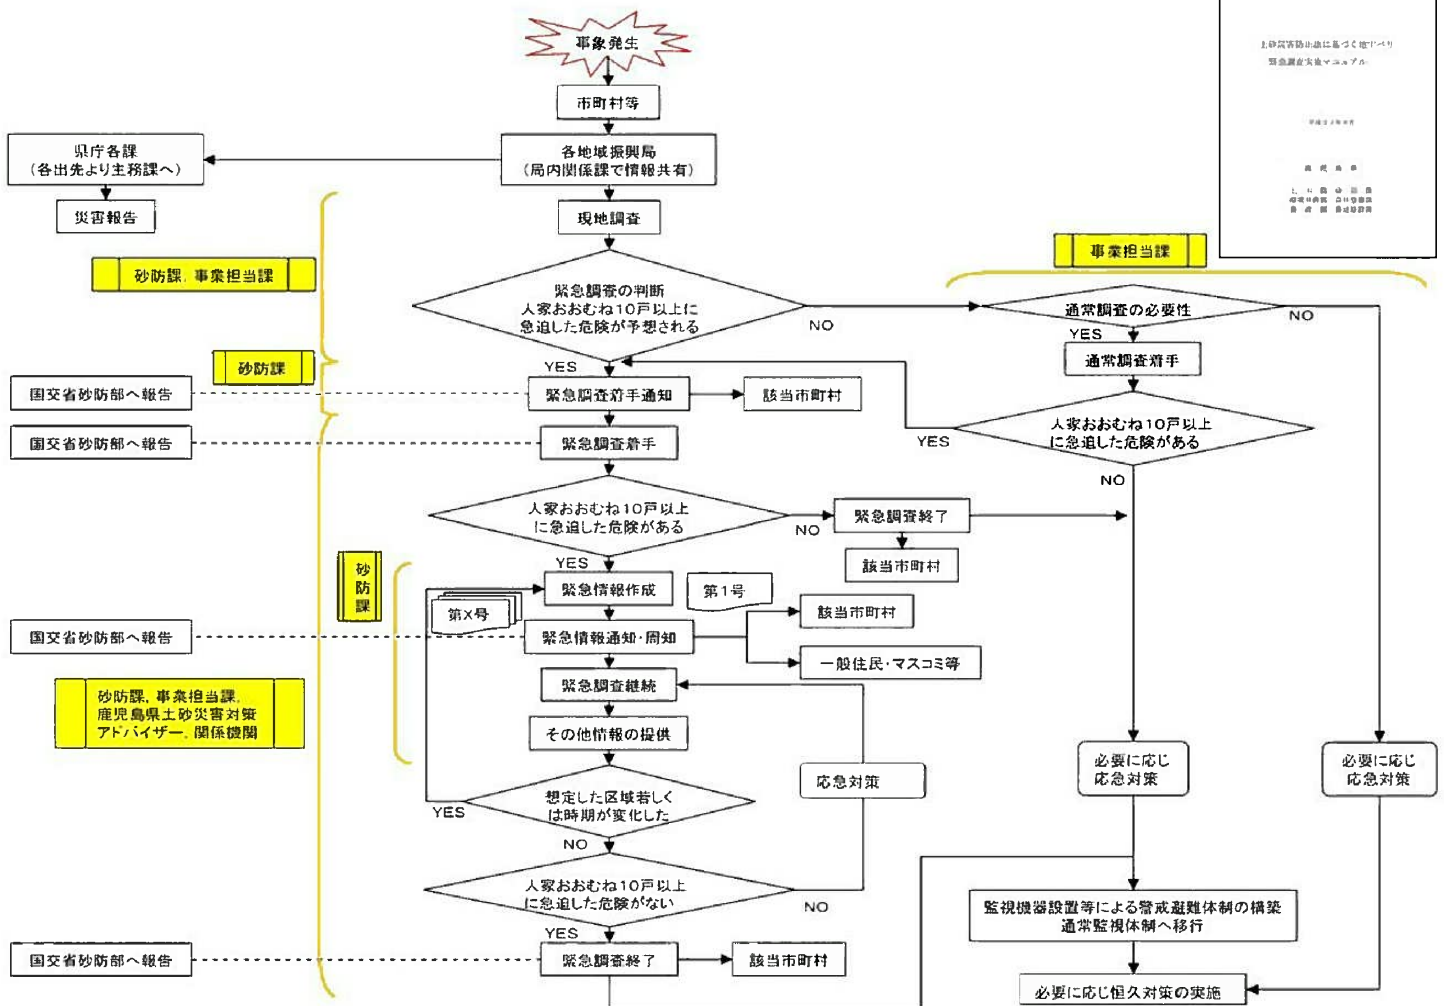 事象発生
市町村等
各地域振興局
(局内関係課で情報共有)
県庁各課
(各出先より主務課へ)
災害報告
現地調査
砂防課, 事業担当課
事業担当課
緊急調査の判断
人家おおむね10戸以上に
急迫した危険が予想される
NO
YES
通常調査の必要性
NO
YES
通常調査着手
砂防課
国交省砂防部へ報告
緊急調査着手通知
該当市町村
人家おおむね10戸以上
に急迫した危険がある
YES
NO
国交省砂防部へ報告
緊急調査着手
人家おおむね10戸以上
に急迫した危険がある
NO
YES
緊急調査終了
該当市町村
砂防課
緊急情報作成
第1号
第X号
該当市町村
国交省砂防部へ報告
緊急情報通知・周知
一般住民・マスコミ等
緊急調査継続
砂防課, 事業担当課,
鹿児島県土砂災害対策
アドバイザー, 関係機関
その他情報の提供
応急対策
必要に応じ
応急対策
必要に応じ
応急対策
想定した区域若しく
は時期が変化した
YES
NO
人家おおむね10戸以上
に急迫した危険がない
NO
YES
監視機器設置等による警戒避難体制の構築
通常監視体制へ移行
国交省砂防部へ報告
緊急調査終了
該当市町村
必要に応じ恒久対策の実施